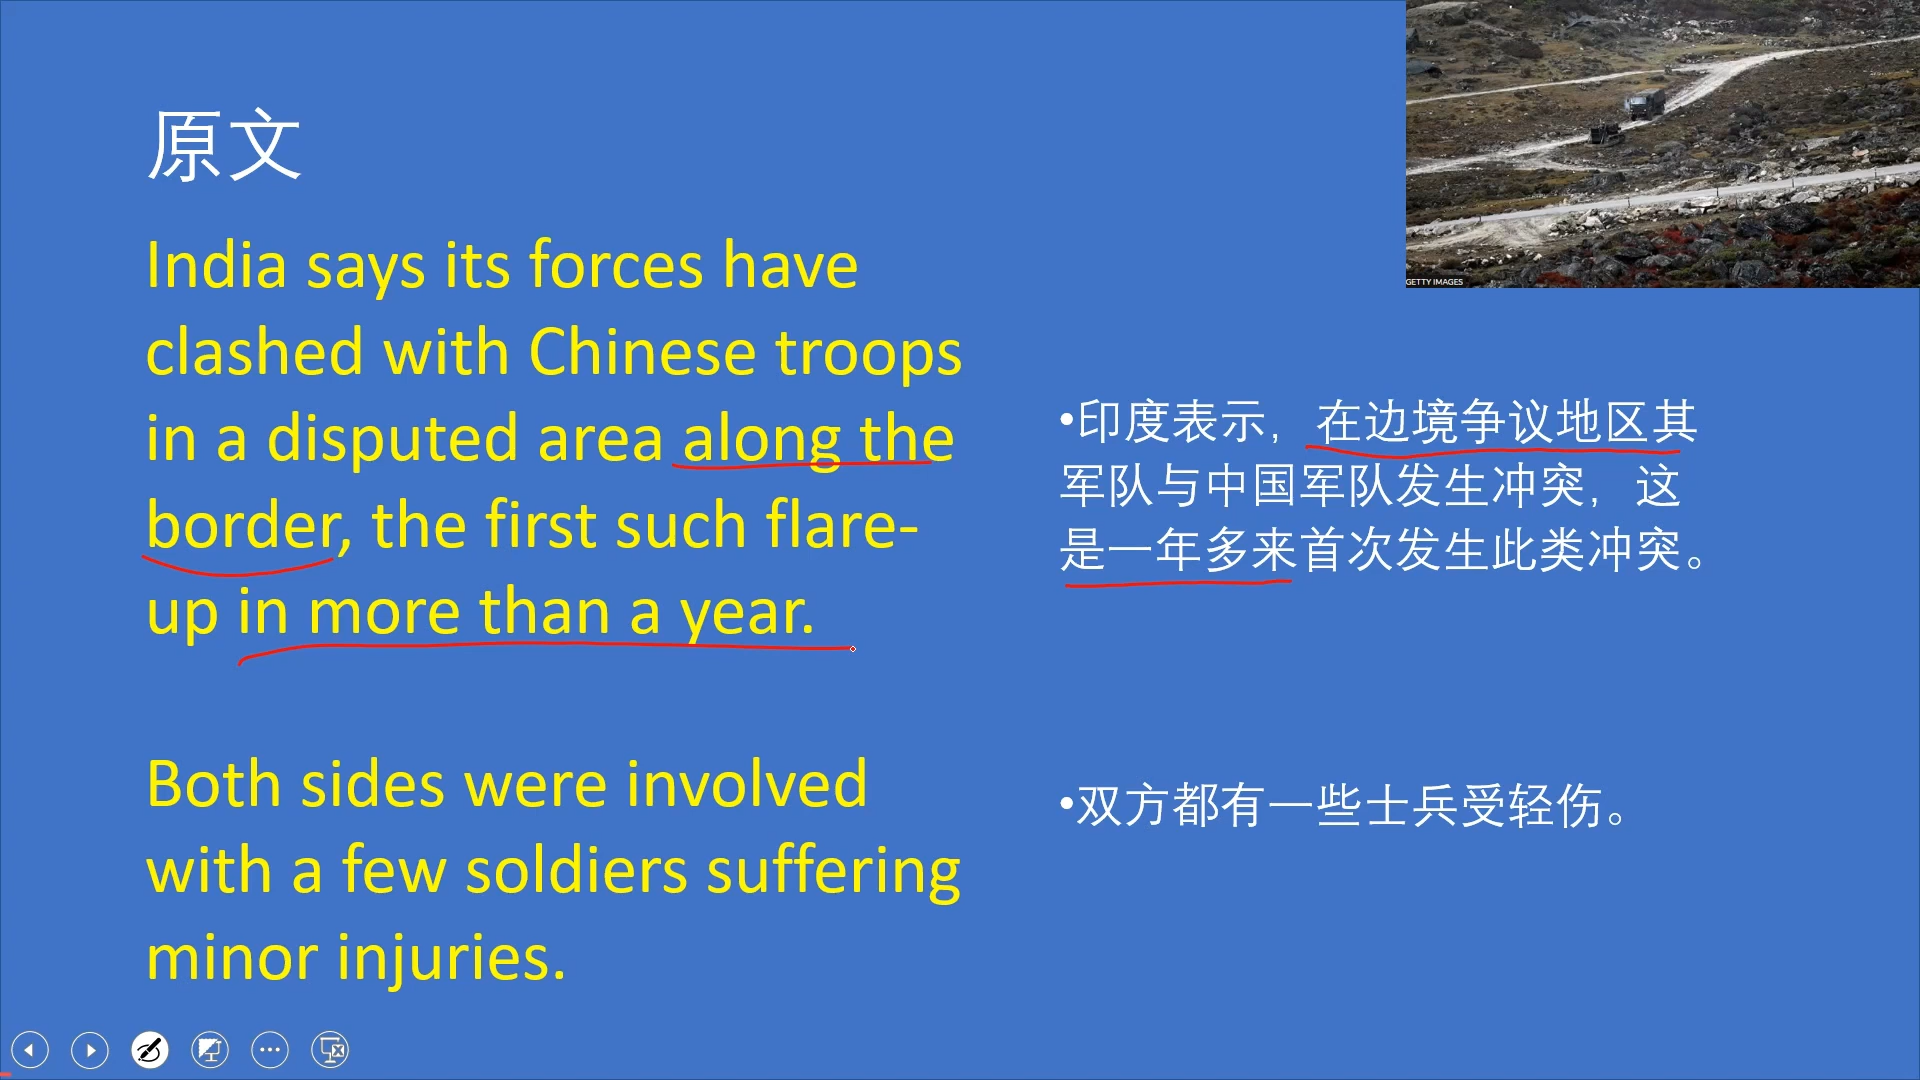 原文
India says its forces have
clashed with Chinese troops
in a disputed area along the
border, the first such flare-
up in more than a year.
Both sides were involved
with a few soldiers suffering
minor injuries.
•印度表示，在边境争议地区其
军队与中国军队发生冲突，这
是一年多来首次发生此类冲突。
•双方都有一些士兵受轻伤。
GETTY IMAGES